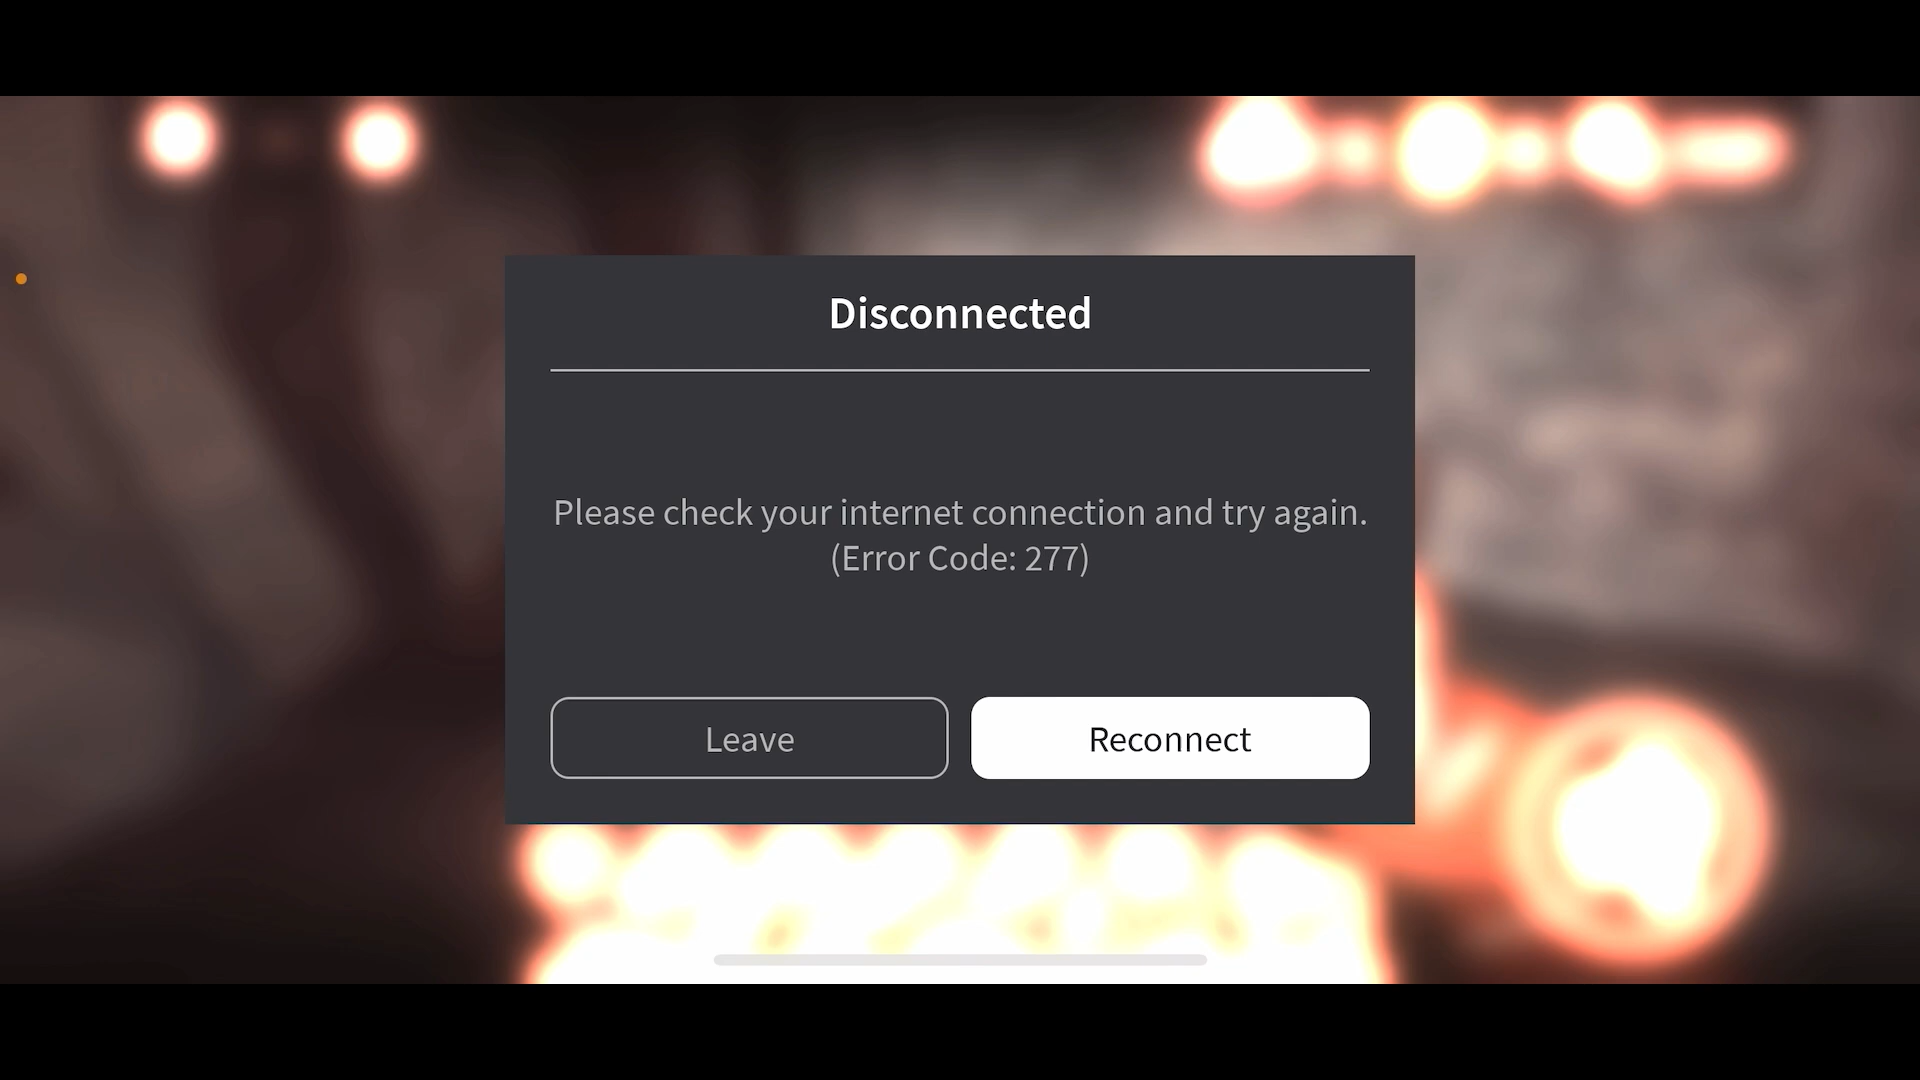 Disconnected
Please check your internet connection and try again.
(Error Code: 277)
Leave
Reconnect